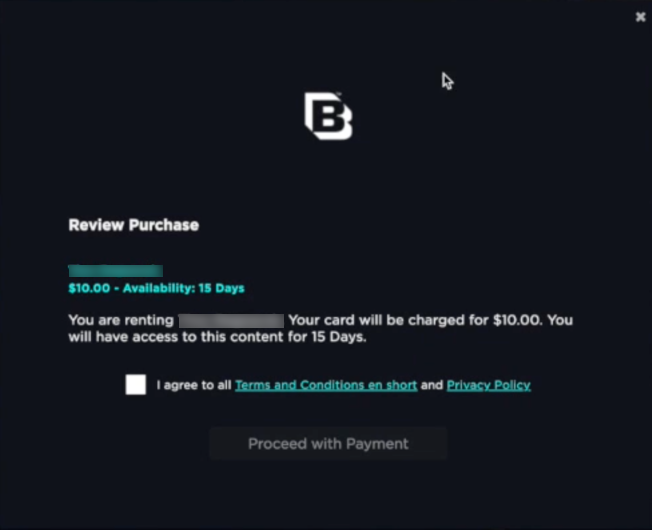 B
Review Purchase
$10.00 - Availability: 15 Days
You are renting Your card will be charged for $10.00. You
will have access to this content for 15 Days.
I agree to all Terms and Conditions en short and Privacy Policy
Proceed with Payment